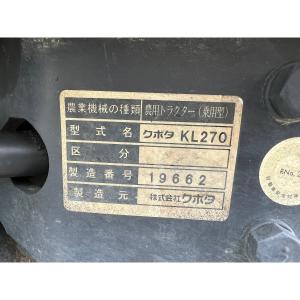 農業機械の種類 農用トラクター(乗用型)
型式名 クボタ KL270
区分
製造番号 19662
製造元 株式会社クボタ
RNo.